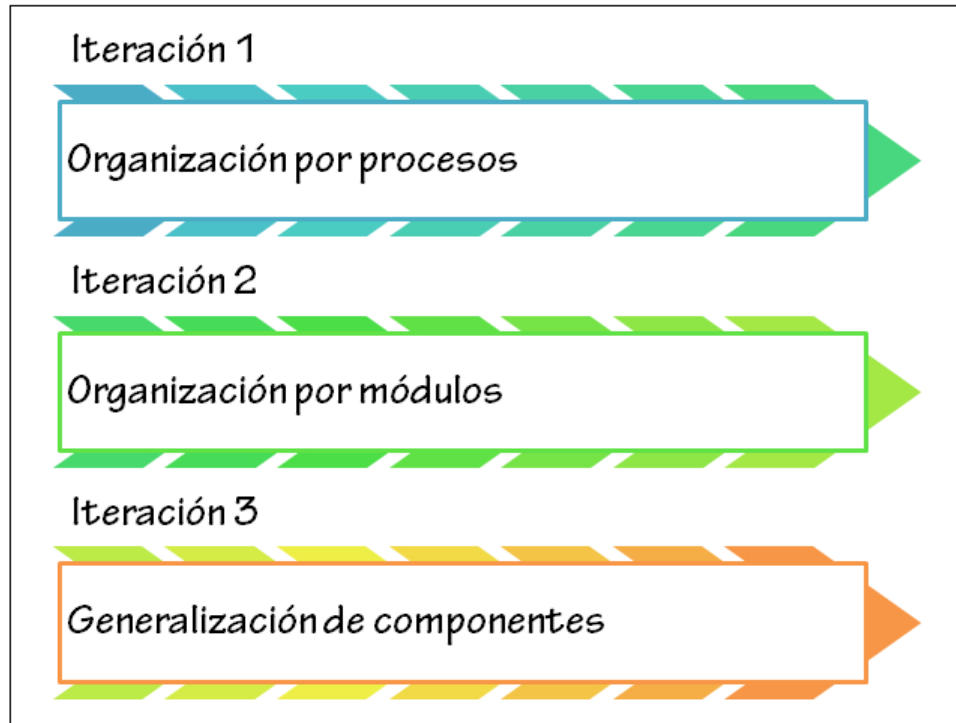 Iteración 1
Organización por procesos
Iteración 2
Organización por módulos
Iteración 3
Generalización de componentes